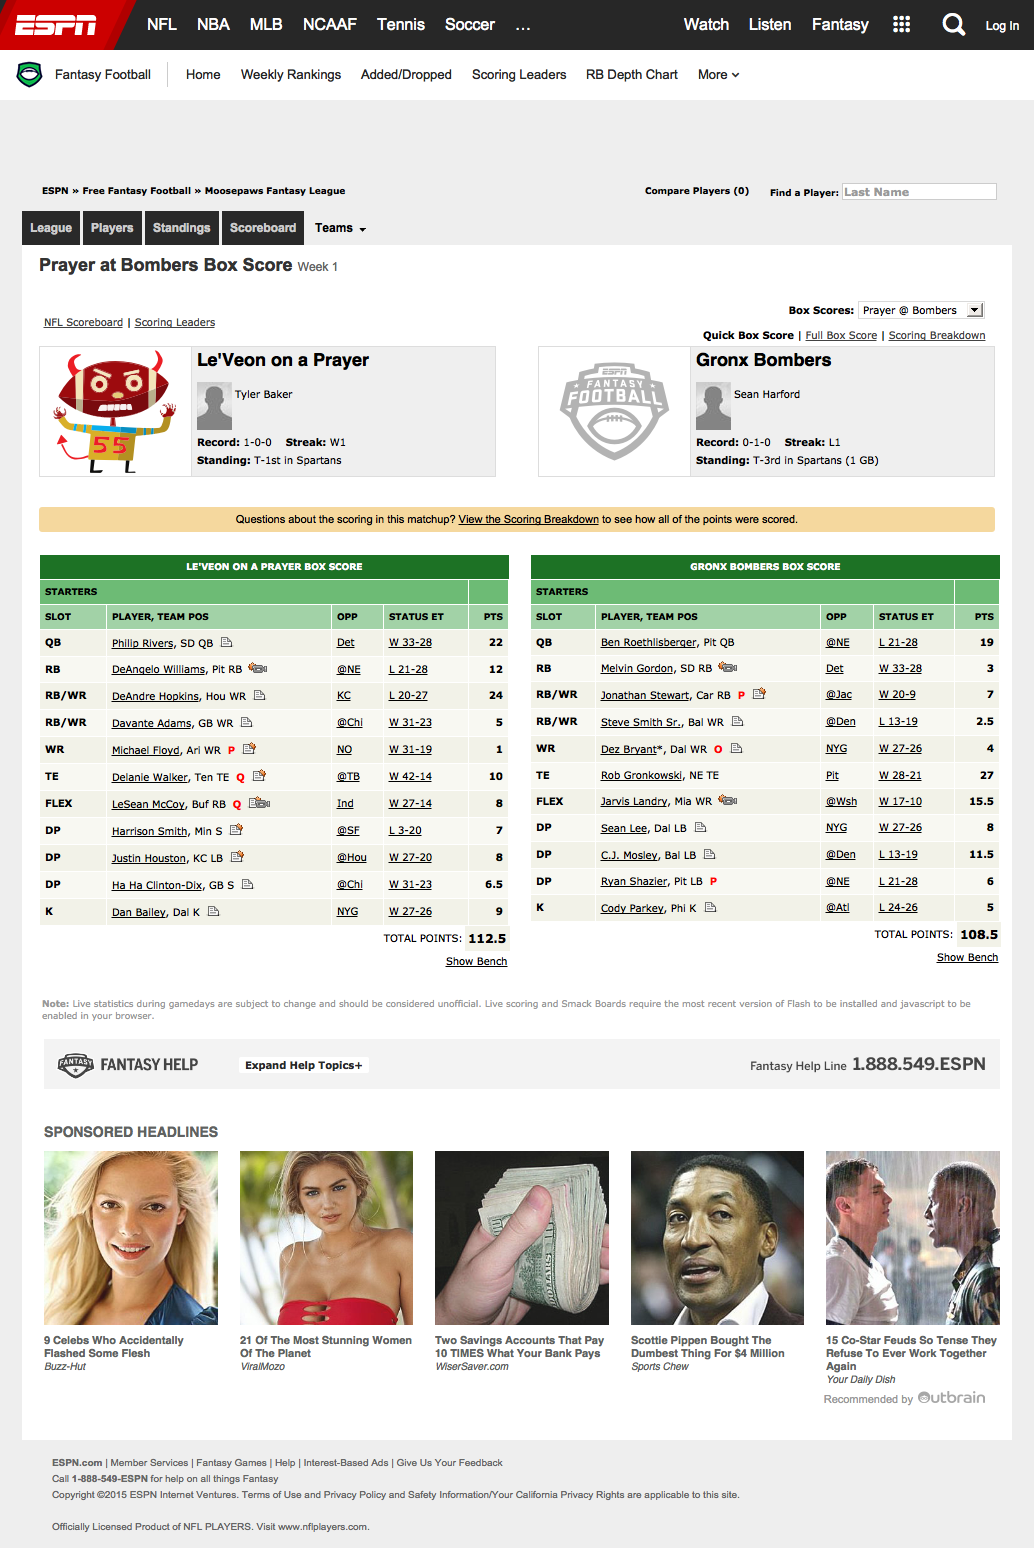 ESPN NFL NBA MLB NCAAF Tennis Soccer ... Watch Listen Fantasy Log In
Fantasy Football Home Weekly Rankings Added/Dropped Scoring Leaders RB Depth Chart More
ESPN » Free Fantasy Football » Moosepaws Fantasy League Compare Players (0) Find a Player: Last Name
League Players Standings Scoreboard Teams
Prayer at Bombers Box Score Week 1
Box Scores: Prayer @ Bombers
NFL Scoreboard | Scoring Leaders
Quick Box Score | Full Box Score | Scoring Breakdown
Le'Veon on a Prayer
Tyler Baker
Record: 1-0-0 Streak: W1
Standing: T-1st in Spartans
55
ESPN
FANTASY
FOOTBALL
Gronx Bombers
Sean Harford
Record: 0-1-0 Streak: L1
Standing: T-3rd in Spartans (1 GB)
Questions about the scoring in this matchup? View the Scoring Breakdown to see how all of the points were scored.
LE'VEON ON A PRAYER BOX SCORE
STARTERS
SLOT PLAYER, TEAM POS OPP STATUS ET PTS
QB Philip Rivers, SD QB Det W 33-28 22
RB DeAngelo Williams, Pit RB @NE L 21-28 12
RB/WR DeAndre Hopkins, Hou WR KC L 20-27 24
RB/WR Davante Adams, GB WR @Chi W 31-23 5
WR Michael Floyd, Ari WR P NO W 31-19 1
TE Delanie Walker, Ten TE Q @TB W 42-14 10
FLEX LeSean McCoy, Buf RB Q Ind W 27-14 8
DP Harrison Smith, Min S @SF L 3-20 7
DP Justin Houston, KC LB @Hou W 27-20 8
DP Ha Ha Clinton-Dix, GB S @Chi W 31-23 6.5
K Dan Bailey, Dal K NYG W 27-26 9
TOTAL POINTS: 112.5
Show Bench
GRONX BOMBERS BOX SCORE
STARTERS
SLOT PLAYER, TEAM POS OPP STATUS ET PTS
QB Ben Roethlisberger, Pit QB @NE L 21-28 19
RB Melvin Gordon, SD RB Det W 33-28 3
RB/WR Jonathan Stewart, Car RB P @Jac W 20-9 7
RB/WR Steve Smith Sr., Bal WR @Den L 13-19 2.5
WR Dez Bryant*, Dal WR O NYG W 27-26 4
TE Rob Gronkowski, NE TE Pit W 28-21 27
FLEX Jarvis Landry, Mia WR @Wsh W 17-10 15.5
DP Sean Lee, Dal LB NYG W 27-26 8
DP C.J. Mosley, Bal LB @Den L 13-19 11.5
DP Ryan Shazier, Pit LB P @NE L 21-28 6
K Cody Parkey, Phi K @Atl L 24-26 5
TOTAL POINTS: 108.5
Show Bench
Note: Live statistics during gamedays are subject to change and should be considered unofficial. Live scoring and Smack Boards require the most recent version of Flash to be installed and javascript to be
enabled in your browser.
FANTASY FANTASY HELP Expand Help Topics+ Fantasy Help Line 1.888.549.ESPN
SPONSORED HEADLINES
9 Celebs Who Accidentally
Flashed Some Flesh
Buzz-Hut
21 Of The Most Stunning Women
Of The Planet
ViralMozo
Two Savings Accounts That Pay
10 TIMES What Your Bank Pays
WiserSaver.com
Scottie Pippen Bought The
Dumbest Thing For $4 Million
Sports Chew
15 Co-Star Feuds So Tense They
Refuse To Ever Work Together
Again
Your Daily Dish
Recommended by Outbrain
ESPN.com | Member Services | Fantasy Games | Help | Interest-Based Ads | Give Us Your Feedback
Call 1-888-549-ESPN for help on all things Fantasy
Copyright ©2015 ESPN Internet Ventures. Terms of Use and Privacy Policy and Safety Information/Your California Privacy Rights are applicable to this site.
Officially Licensed Product of NFL PLAYERS. Visit www.nflplayers.com.